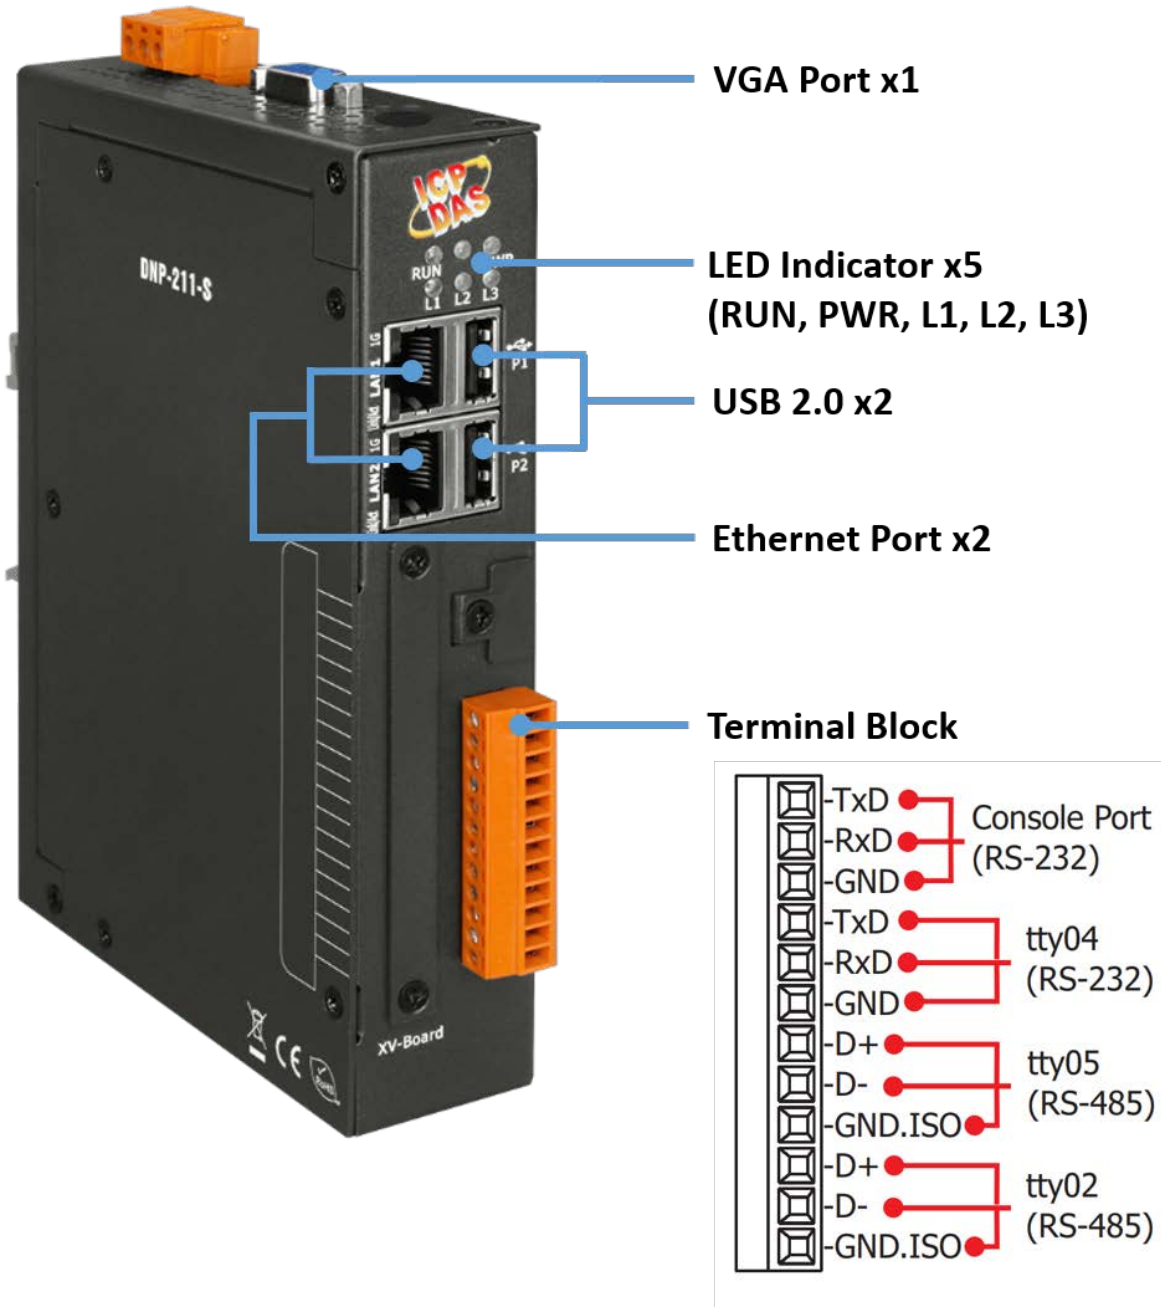 VGA Port x1
ICP
DAS
DNP-211-S
RUN
L1 L2 L3
LED Indicator x5
(RUN, PWR, L1, L2, L3)
1G
LAN1
P1
USB 2.0 x2
1G
LAN2
P2
Ethernet Port x2
Terminal Block
XV-Board
CE
RoHS
-TxD
-RxD
-GND
Console Port
(RS-232)
-TxD
-RxD
-GND
tty04
(RS-232)
-D+
-D-
-GND.ISO
tty05
(RS-485)
-D+
-D-
-GND.ISO
tty02
(RS-485)